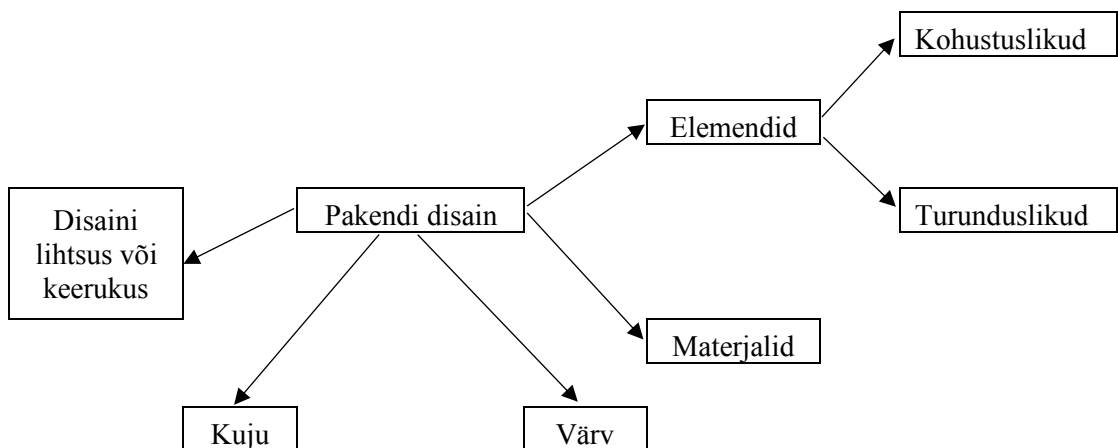 Kohustuslikud
Elemendid
Disaini
lihtsus või
keerukus
Pakendi disain
Turunduslikud
Materjalid
Kuju
Värv